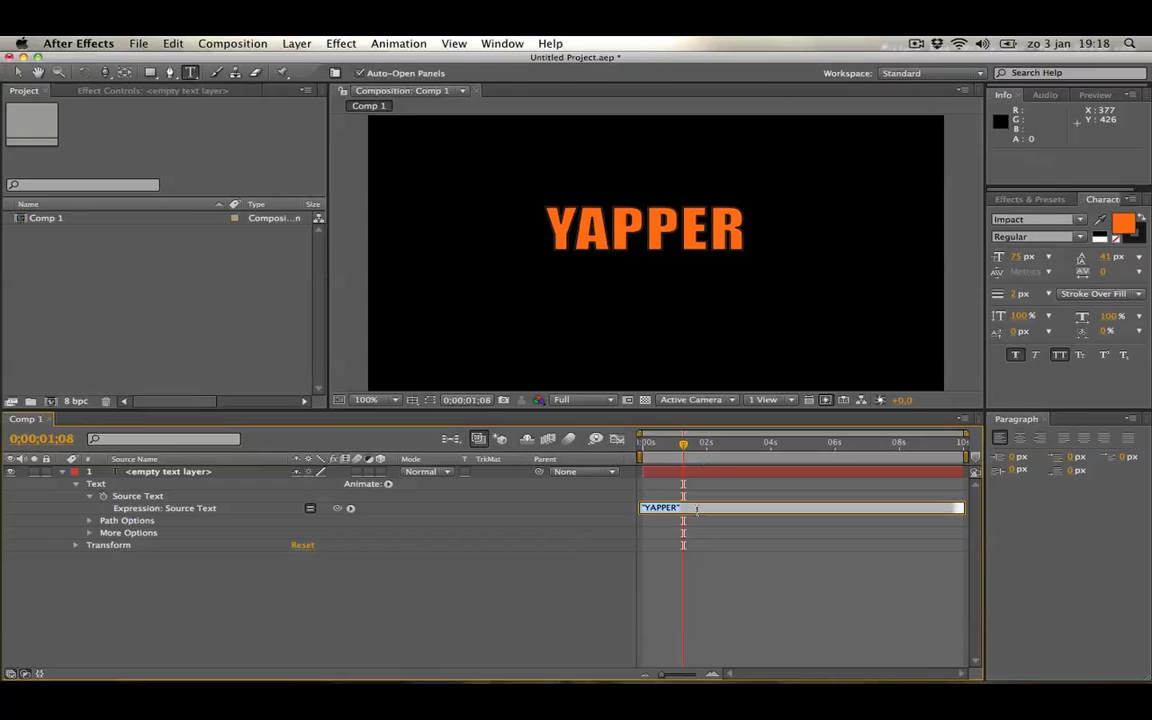 After Effects File Edit Composition Layer Effect Animation View Window Help zo 3 jan 19:18
Untitled Project.aep *
Auto-Open Panels Workspace: Standard Search Help
Project Effect Controls: <empty text layer> Composition: Comp 1 Info Audio Preview
Comp 1
R: X: 377
G: Y: 426
B:
A: 0
YAPPER
Name Type Size
Comp 1 Composi...n
Effects & Presets Charact
Impact
Regular
75 px 41 px
Metrics 0
2 px Stroke Over Fill
100 % 100 %
0 px 0 %
T T TT Tt T¹ T₁
8 bpc 100% 0;00;01;08 Full Active Camera 1 View +0,0
Comp 1 Paragraph
0;00;01;08 :00s 02s 04s 06s 08s 10s
0 px 0 px 0 px
0 px 0 px
# Source Name Mode T TrkMat Parent
1 T <empty text layer> Normal None
Text Animate:
Source Text
Expression: Source Text "YAPPER"
Path Options
More Options
Transform Reset